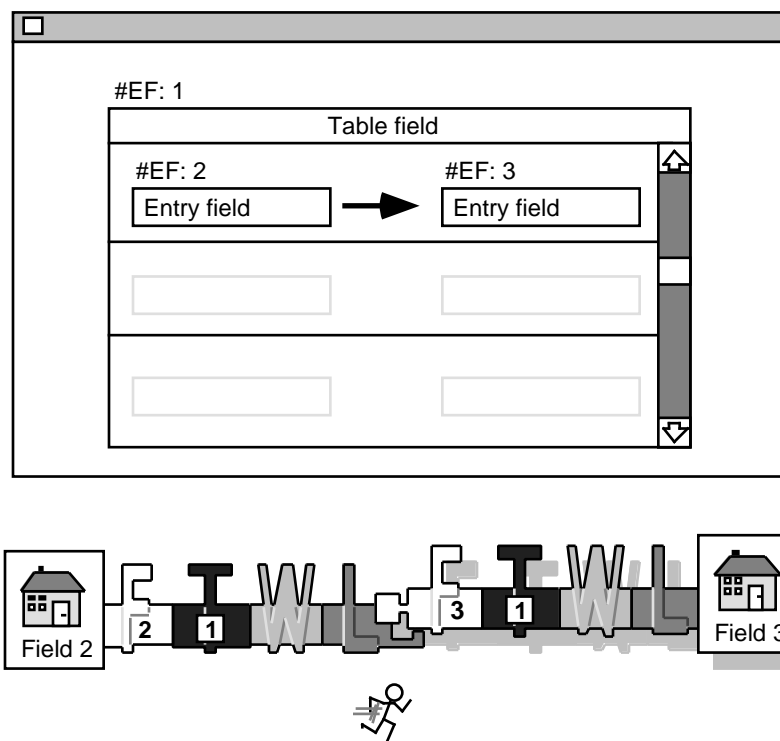 #EF: 1
Table field
#EF: 2 #EF: 3
Entry field Entry field
F T W L F T W L
2 1 3 1
Field 2 Field 3